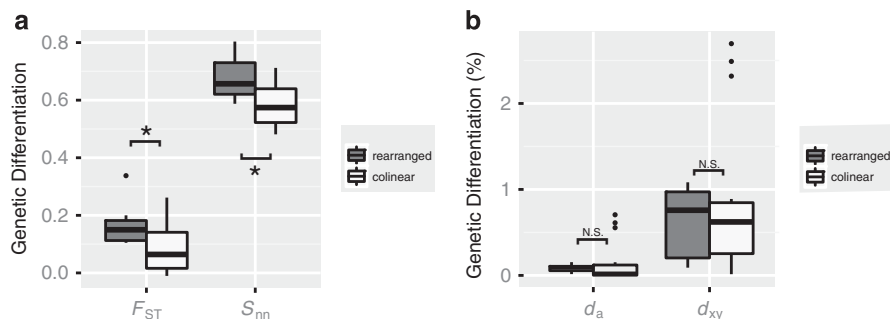 a
Genetic Differentiation
0.8
0.6
0.4
0.2
0.0
*
*
F_ST
S_nn
rearranged
colinear
b
Genetic Differentiation (%)
2
1
0
N.S.
N.S.
d_a
d_xy
rearranged
colinear